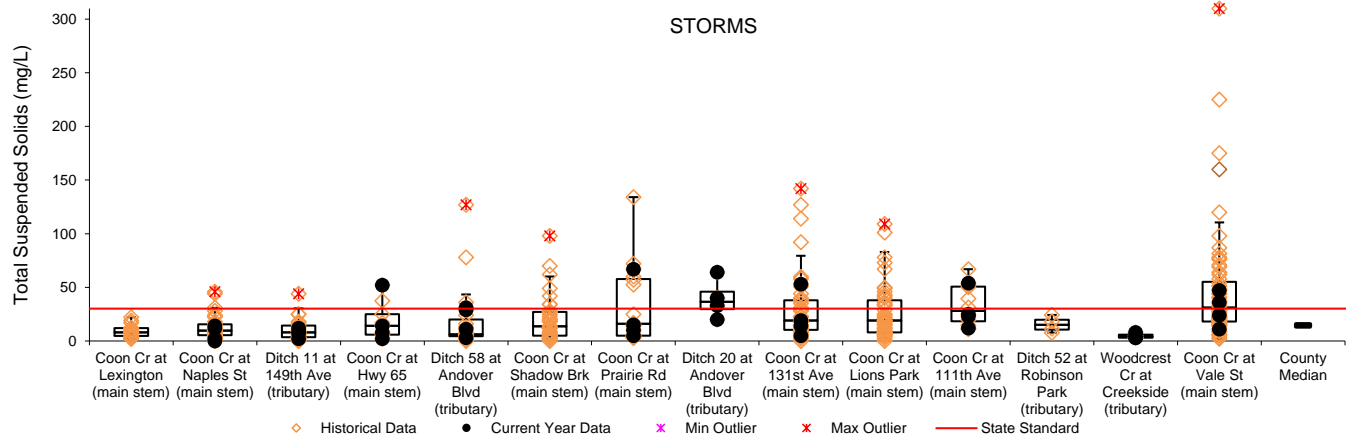 STORMS
Total Suspended Solids (mg/L)
300
250
200
150
100
50
0
Coon Cr at
Lexington
(main stem)
Coon Cr at
Naples St
(main stem)
Ditch 11 at
149th Ave
(tributary)
Coon Cr at
Hwy 65
(main stem)
Ditch 58 at
Andover
Blvd
(tributary)
Coon Cr at
Shadow Brk
(main stem)
Coon Cr at
Prairie Rd
(main stem)
Ditch 20 at
Andover
Blvd
(tributary)
Coon Cr at
131st Ave
(main stem)
Coon Cr at
Lions Park
(main stem)
Coon Cr at
111th Ave
(main stem)
Ditch 52 at
Robinson
Park
(tributary)
Woodcrest
Cr at
Creekside
(tributary)
Coon Cr at
Vale St
(main stem)
County
Median
Historical Data
Current Year Data
Min Outlier
Max Outlier
State Standard